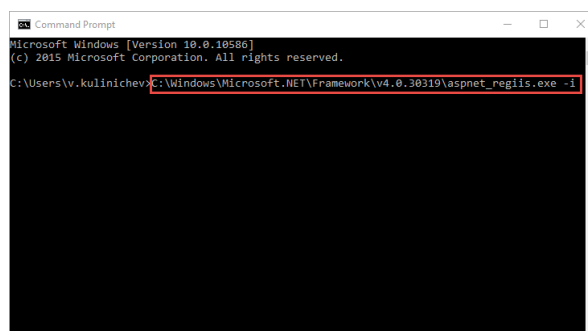 Command Prompt
Microsoft Windows [Version 10.0.10586]
(c) 2015 Microsoft Corporation. All rights reserved.
C:\Users\v.kulinichev>C:\Windows\Microsoft.NET\Framework\v4.0.30319\aspnet_regiis.exe -i